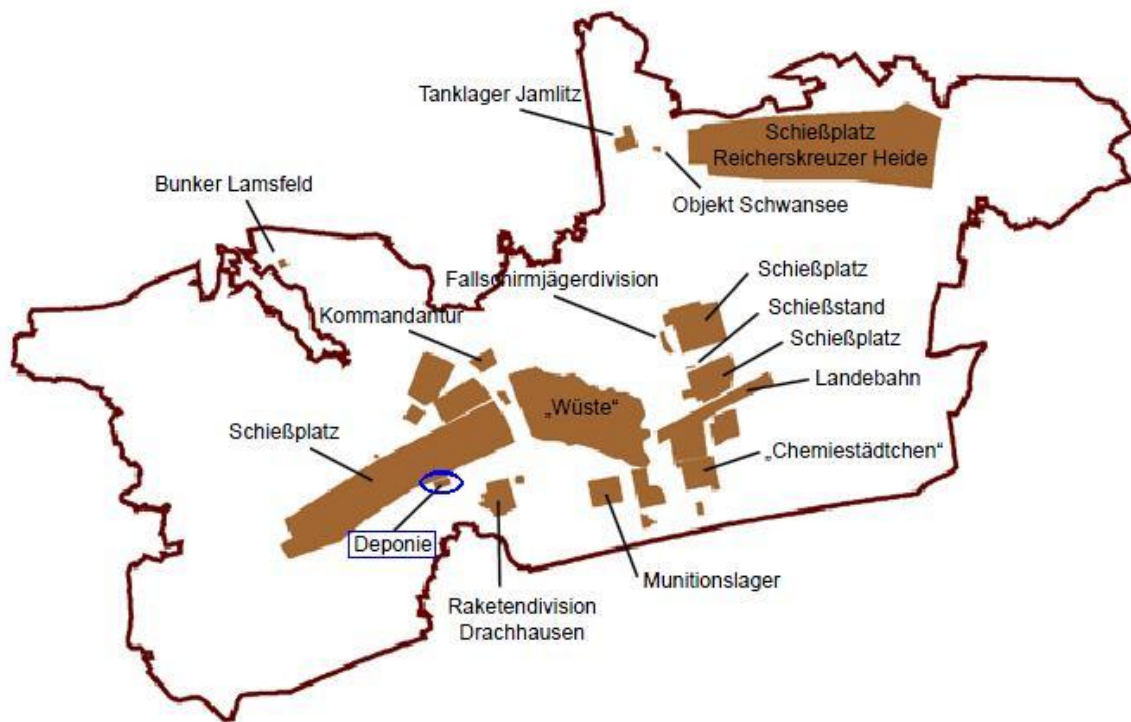 Tanklager Jamlitz
Schießplatz
Reicherskreuzer Heide
Bunker Lamsfeld
Objekt Schwansee
Fallschirmjägerdivision
Schießplatz
Schießstand
Kommandantur
Schießplatz
Landebahn
„Wüste“
Schießplatz
„Chemiestädtchen“
Deponie
Munitionslager
Raketendivision
Drachhausen